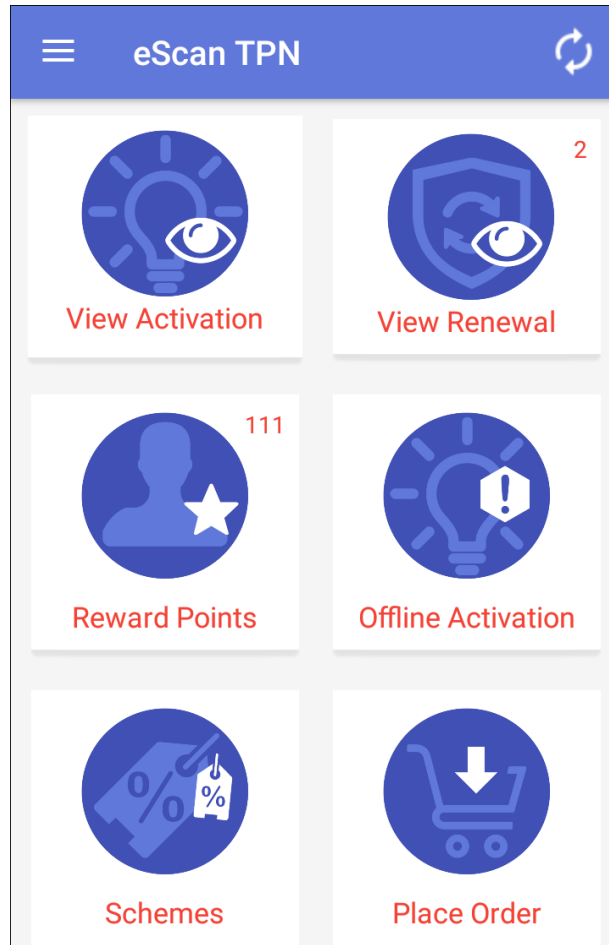 eScan TPN
View Activation
2
View Renewal
111
Reward Points
Offline Activation
%
%
Schemes
Place Order